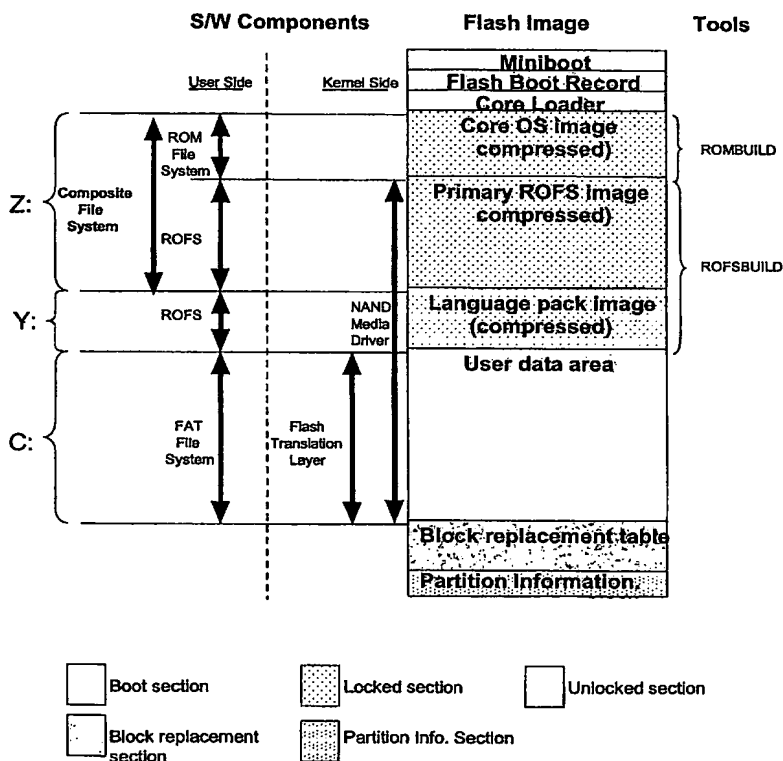 S/W Components
Flash Image
Tools
User Side
Kernel Side
Miniboot
Flash Boot Record
Core Loader
Core OS Image
compressed)
ROM
File
System
ROMBUILD
Z:
Composite
File
System
ROFS
Primary ROFS Image
compressed)
ROFSBUILD
Y:
ROFS
NAND
Media
Driver
Language pack image
(compressed)
User data area
C:
FAT
File
System
Flash
Translation
Layer
Block replacement table
Partition Information.
Boot section
Locked section
Unlocked section
Block replacement
section
Partition Info. Section